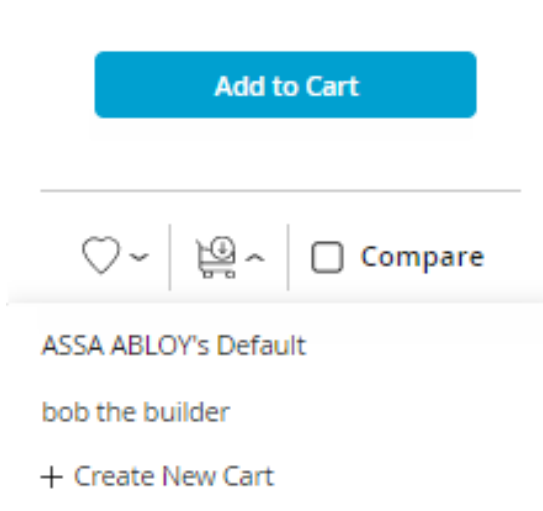 Add to Cart
Compare
ASSA ABLOY's Default
bob the builder
+ Create New Cart